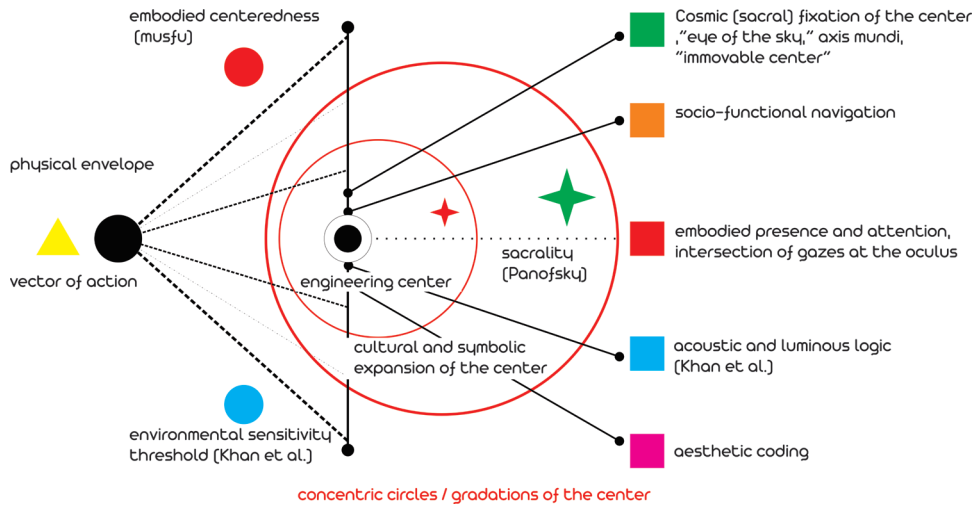 embodied centeredness
(musfu)
physical envelope
vector of action
environmental sensitivity
threshold (Khan et al.)
engineering center
sacrality
(Panofsky)
cultural and symbolic
expansion of the center
Cosmic (sacral) fixation of the center
,"eye of the sky," axis mundi,
"immovable center"
socio-functional navigation
embodied presence and attention,
intersection of gazes at the oculus
acoustic and luminous logic
(Khan et al.)
aesthetic coding
concentric circles / gradations of the center